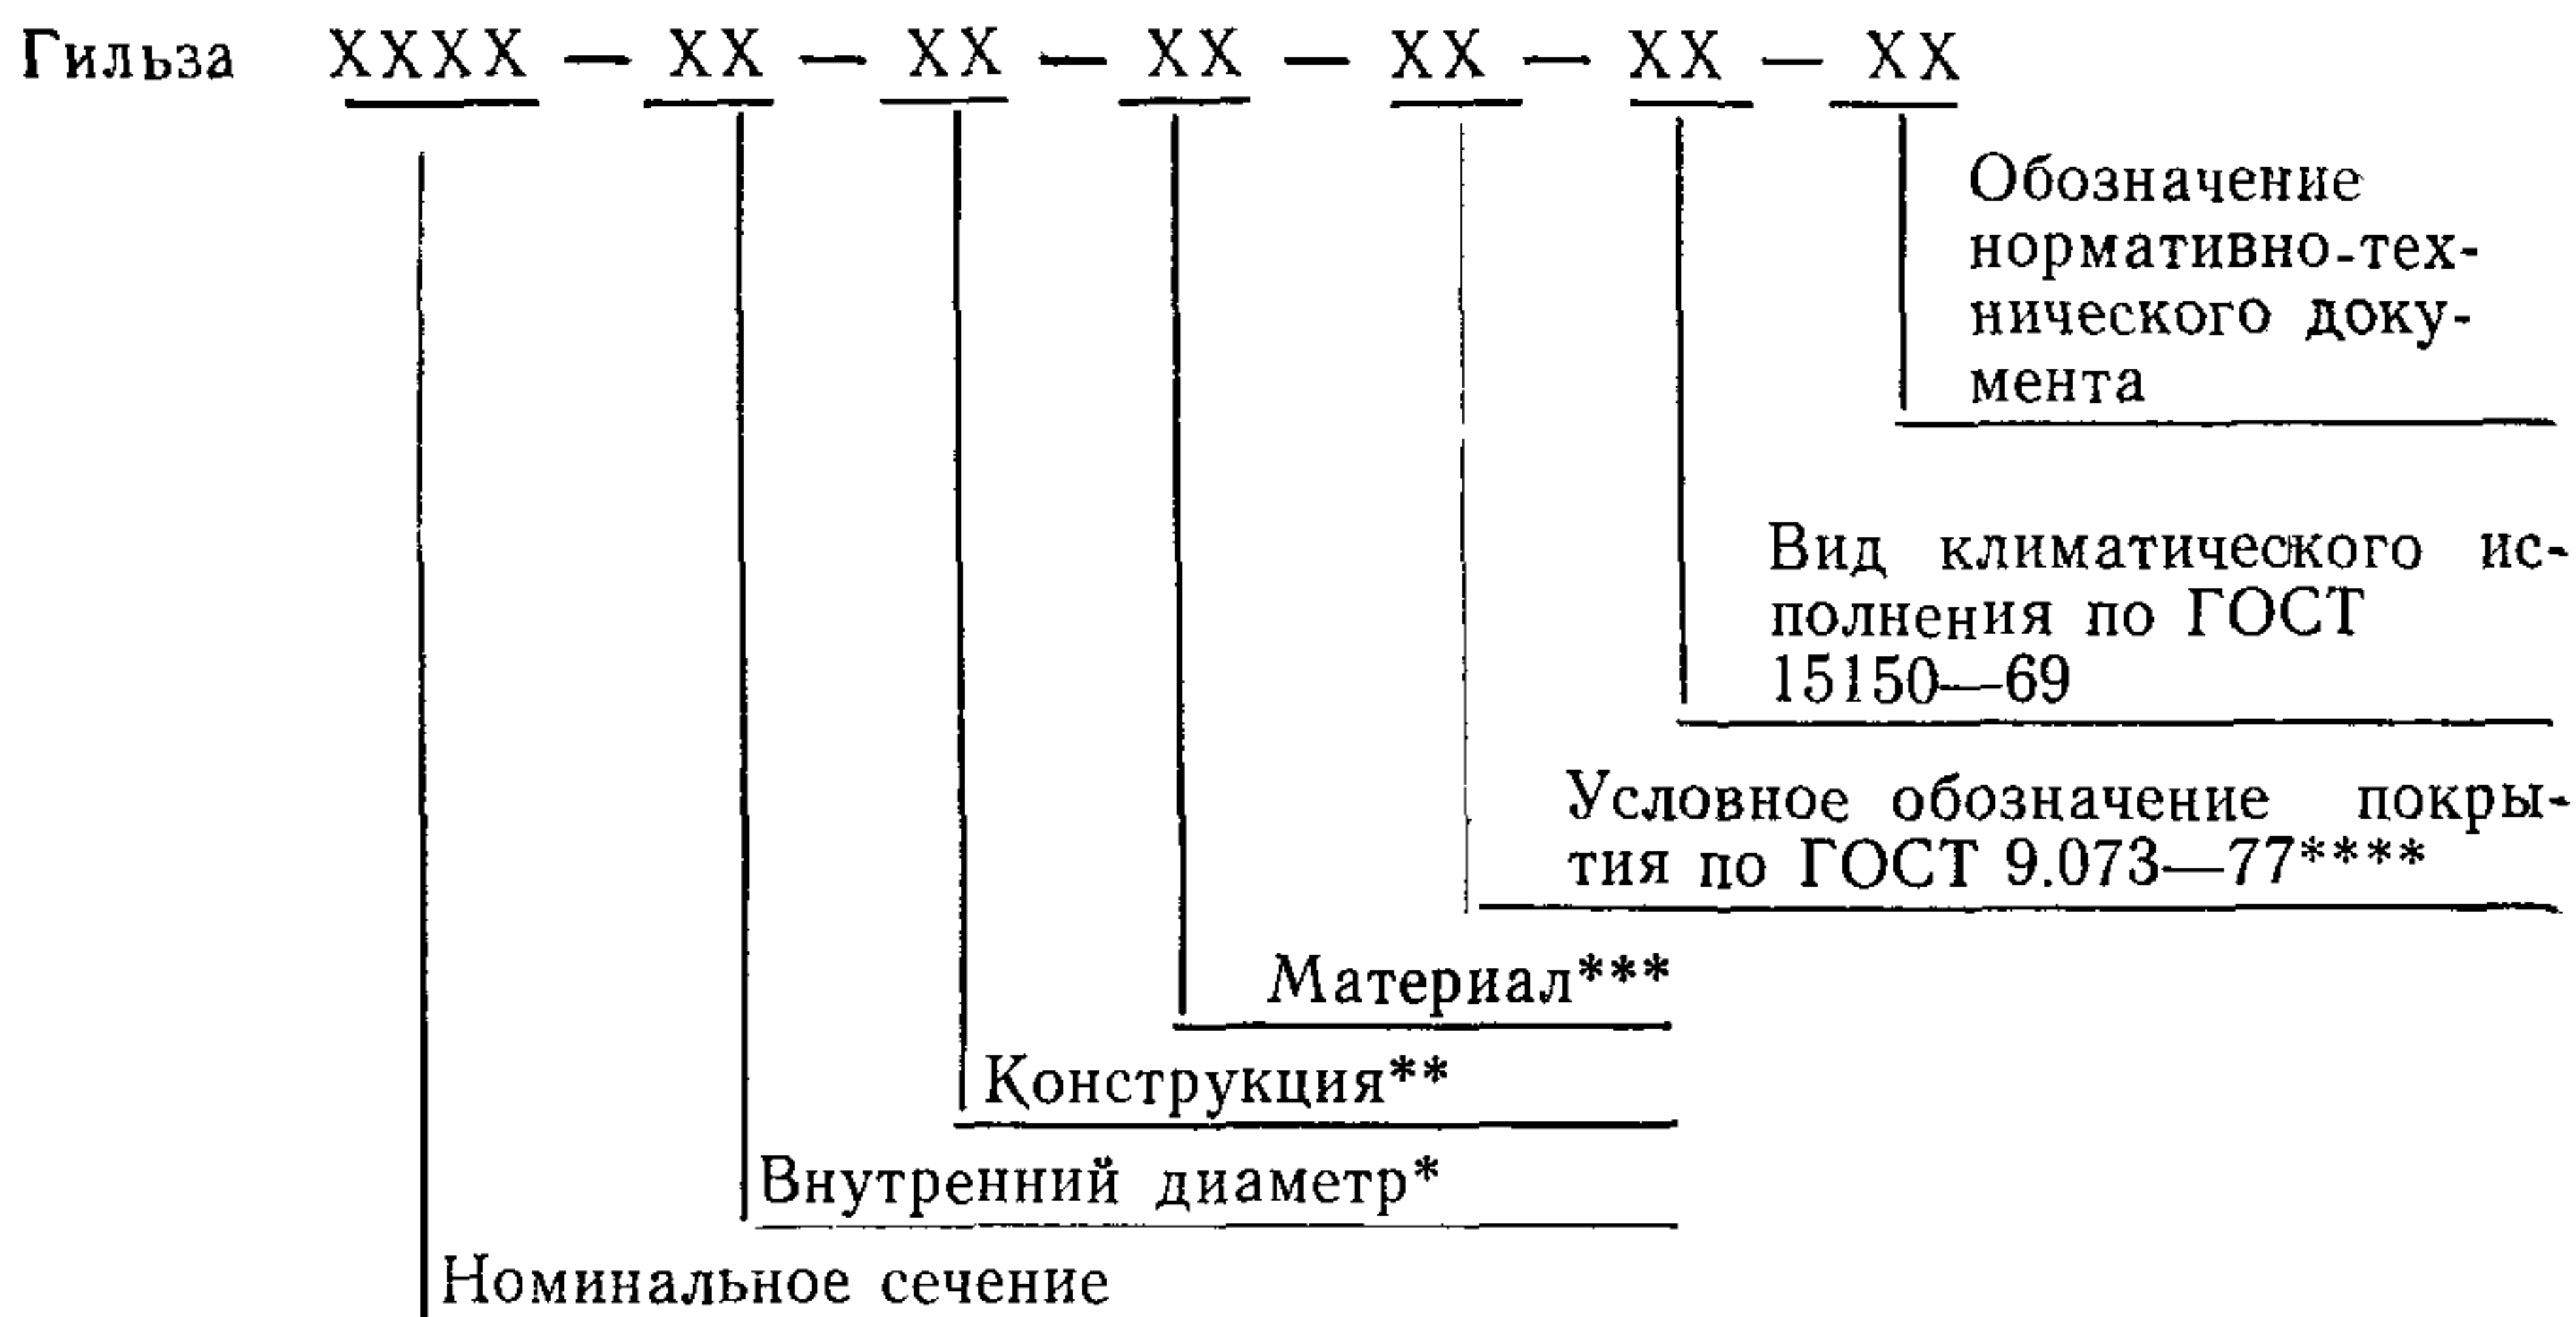 Гильза XXXX — XX — XX — XX — XX — XX — XX
Обозначение
нормативно-тех-
нического доку-
мента
Вид климатического ис-
полнения по ГОСТ
15150—69
Условное обозначение покры-
тия по ГОСТ 9.073—77****
Материал***
Конструкция**
Внутренний диаметр*
Номинальное сечение